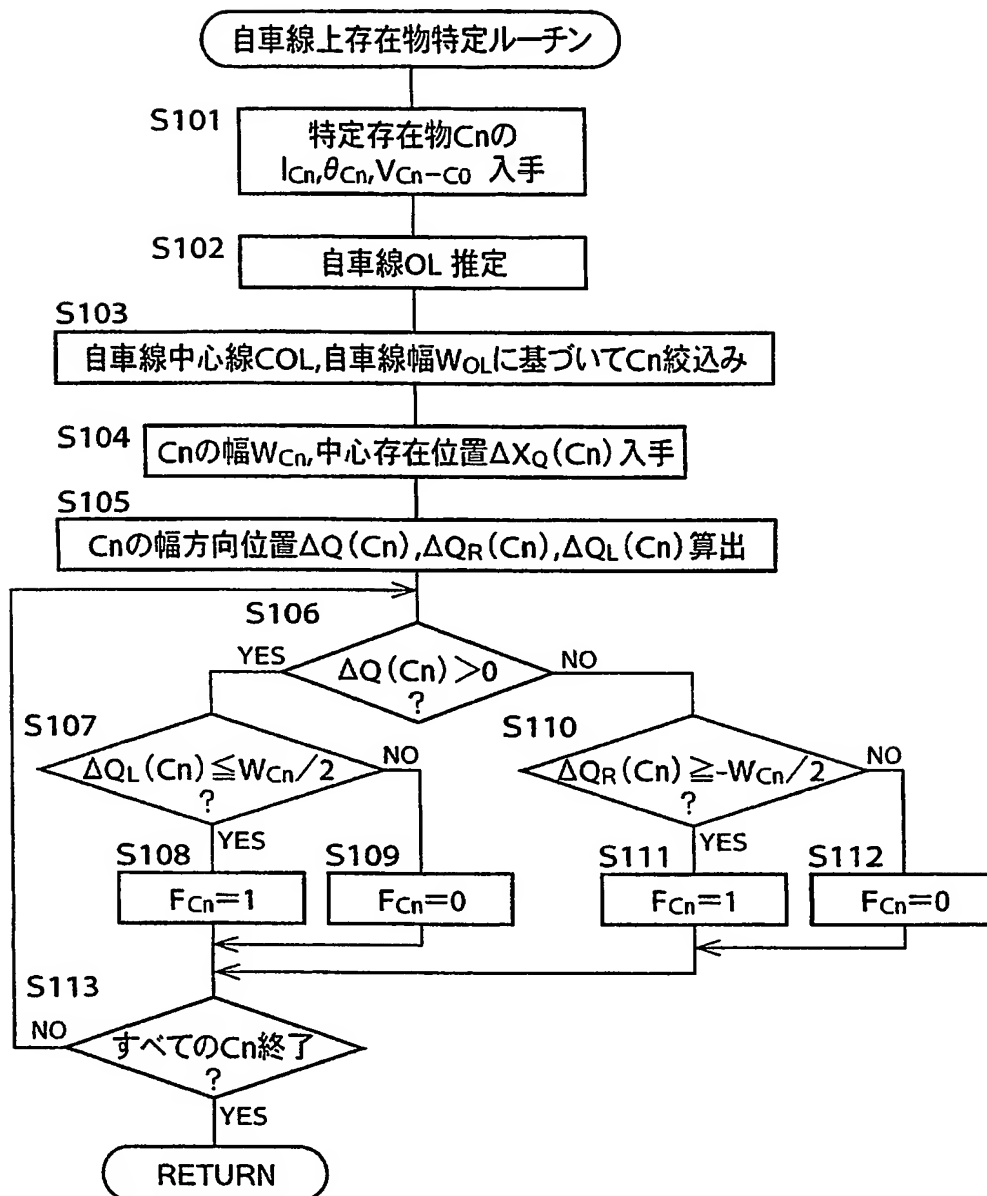 自車線上存在物特定ルーチン
S101
特定存在物Cnの
lCn,θCn,VCn-C0 入手
S102
自車線OL 推定
S103
自車線中心線COL,自車線幅WOLに基づいてCn絞込み
S104
Cnの幅WCn,中心存在位置ΔXQ(Cn)入手
S105
Cnの幅方向位置ΔQ(Cn),ΔQR(Cn),ΔQL(Cn)算出
S106
YES
ΔQ(Cn)>0
?
NO
S107
ΔQL(Cn)≦WCn/2
?
NO
YES
S108
FCn=1
S109
FCn=0
S110
ΔQR(Cn)≧-WCn/2
?
NO
YES
S111
FCn=1
S112
FCn=0
S113
NO
すべてのCn終了
?
YES
RETURN